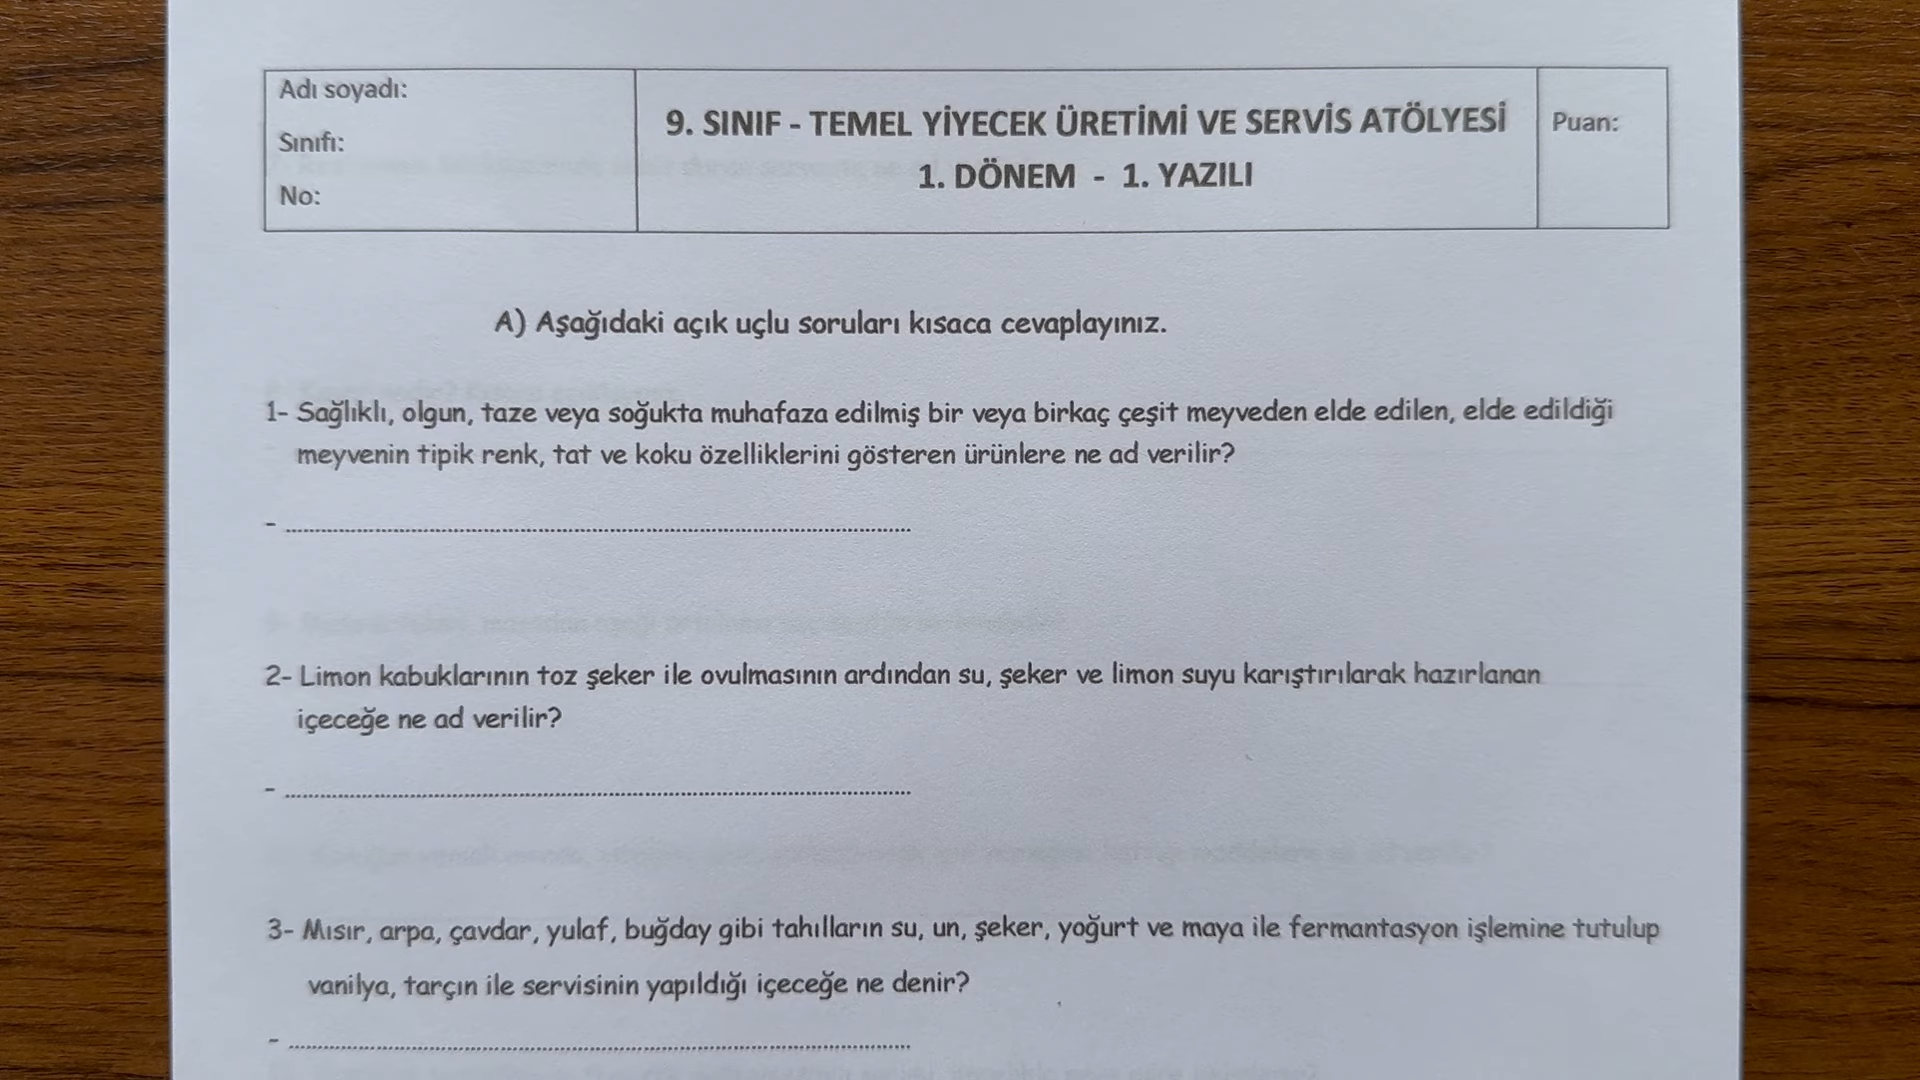 Adı soyadı:
Sınıfı:
No:
9. SINIF - TEMEL YİYECEK ÜRETİMİ VE SERVİS ATÖLYESİ
1. DÖNEM - 1. YAZILI
Puan:
A) Aşağıdaki açık uçlu soruları kısaca cevaplayınız.
1- Sağlıklı, olgun, taze veya soğukta muhafaza edilmiş bir veya birkaç çeşit meyveden elde edilen, elde edildiği
meyvenin tipik renk, tat ve koku özelliklerini gösteren ürünlere ne ad verilir?
- ......................................................
2- Limon kabuklarının toz şeker ile ovulmasının ardından su, şeker ve limon suyu karıştırılarak hazırlanan
içeceğe ne ad verilir?
- ......................................................
3- Mısır, arpa, çavdar, yulaf, buğday gibi tahılların su, un, şeker, yoğurt ve maya ile fermantasyon işlemine tutulup
vanilya, tarçın ile servisinin yapıldığı içeceğe ne denir?
- ......................................................